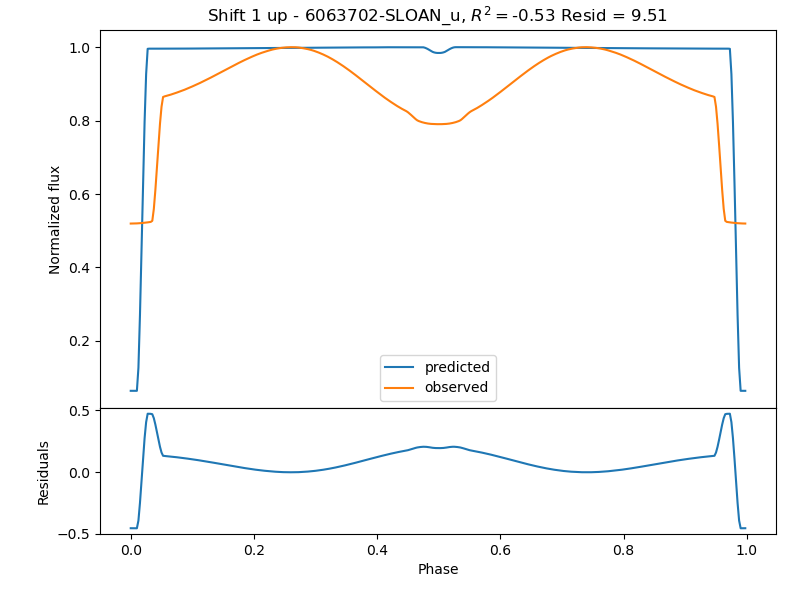 Shift 1 up - 6063702-SLOAN_u, R² = -0.53 Resid = 9.51
Normalized flux
1.0
0.8
0.6
0.4
0.2
predicted
observed
Residuals
0.5
0.0
−0.5
0.0 0.2 0.4 0.6 0.8 1.0
Phase